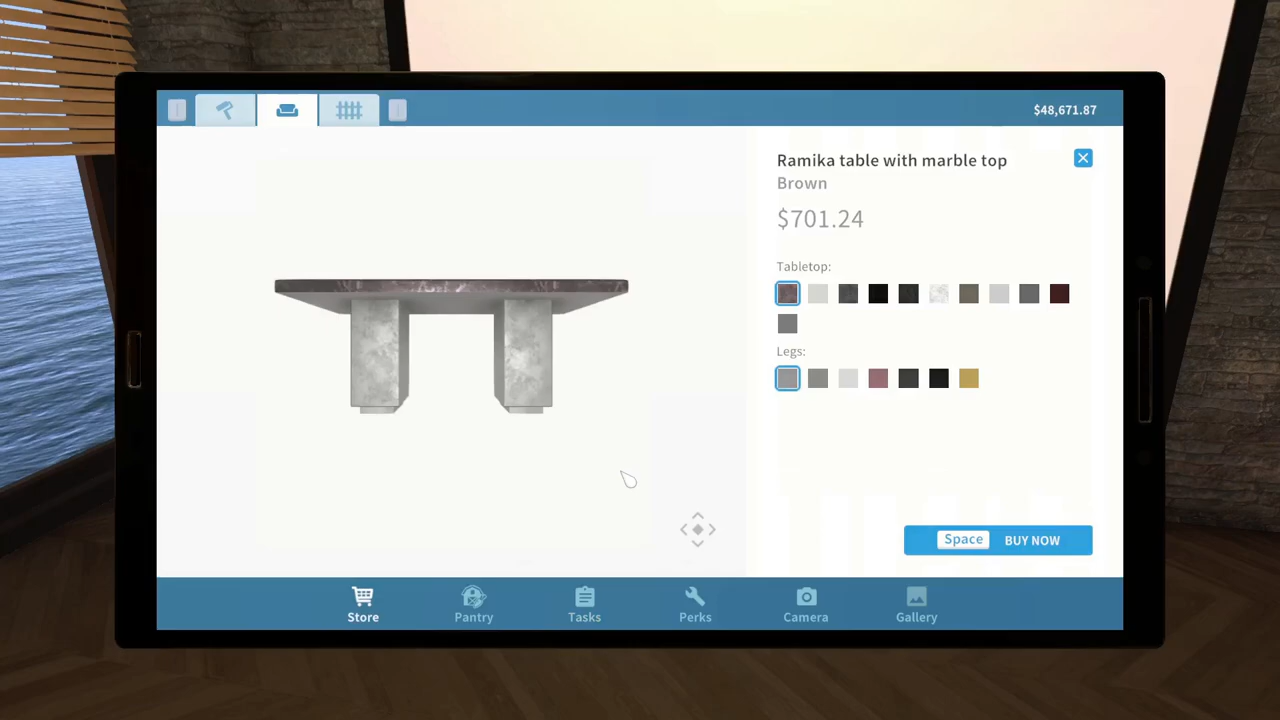 $48,671.87
Ramika table with marble top
Brown
$701.24
Tabletop:
Legs:
Space BUY NOW
Store Pantry Tasks Perks Camera Gallery